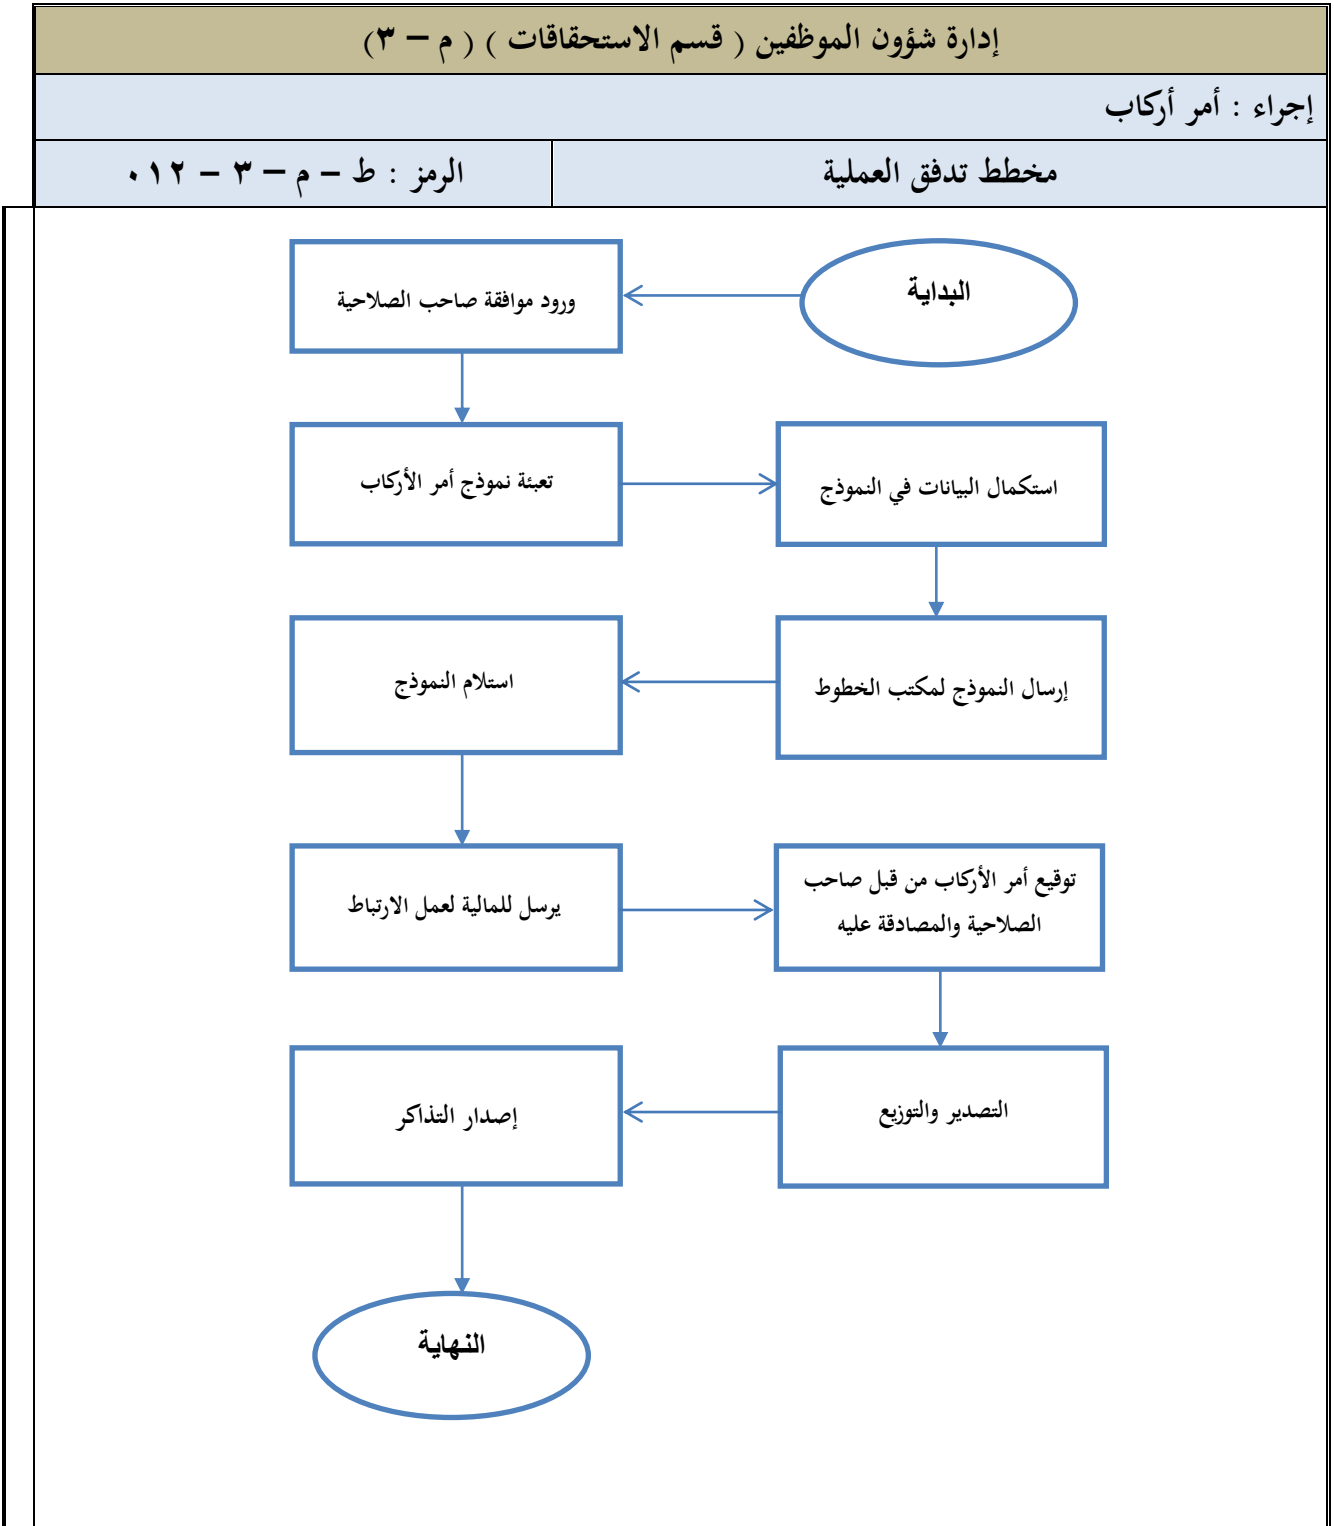 إدارة شؤون الموظفين ( قسم الاستحقاقات ) ( م – ٣)
إجراء : أمر أركاب
مخطط تدفق العملية
الرمز : ط – م – ٣ – ٠١٢
البداية
ورود موافقة صاحب الصلاحية
تعبئة نموذج أمر الأركاب
استكمال البيانات في النموذج
إرسال النموذج لمكتب الخطوط
استلام النموذج
يرسل للمالية لعمل الارتباط
توقيع أمر الأركاب من قبل صاحب
الصلاحية والمصادقة عليه
التصدير والتوزيع
إصدار التذاكر
النهاية